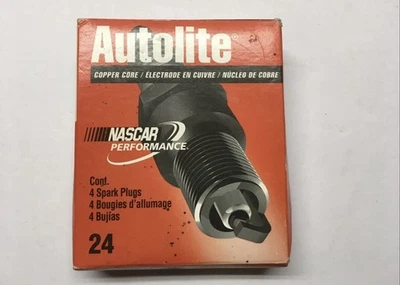 Autolite®
COPPER CORE / ÉLECTRODE EN CUIVRE / NÚCLEO DE COBRE
NASCAR
PERFORMANCE
Cont.
4 Spark Plugs
4 Bougies d'allumage
4 Bujías
24